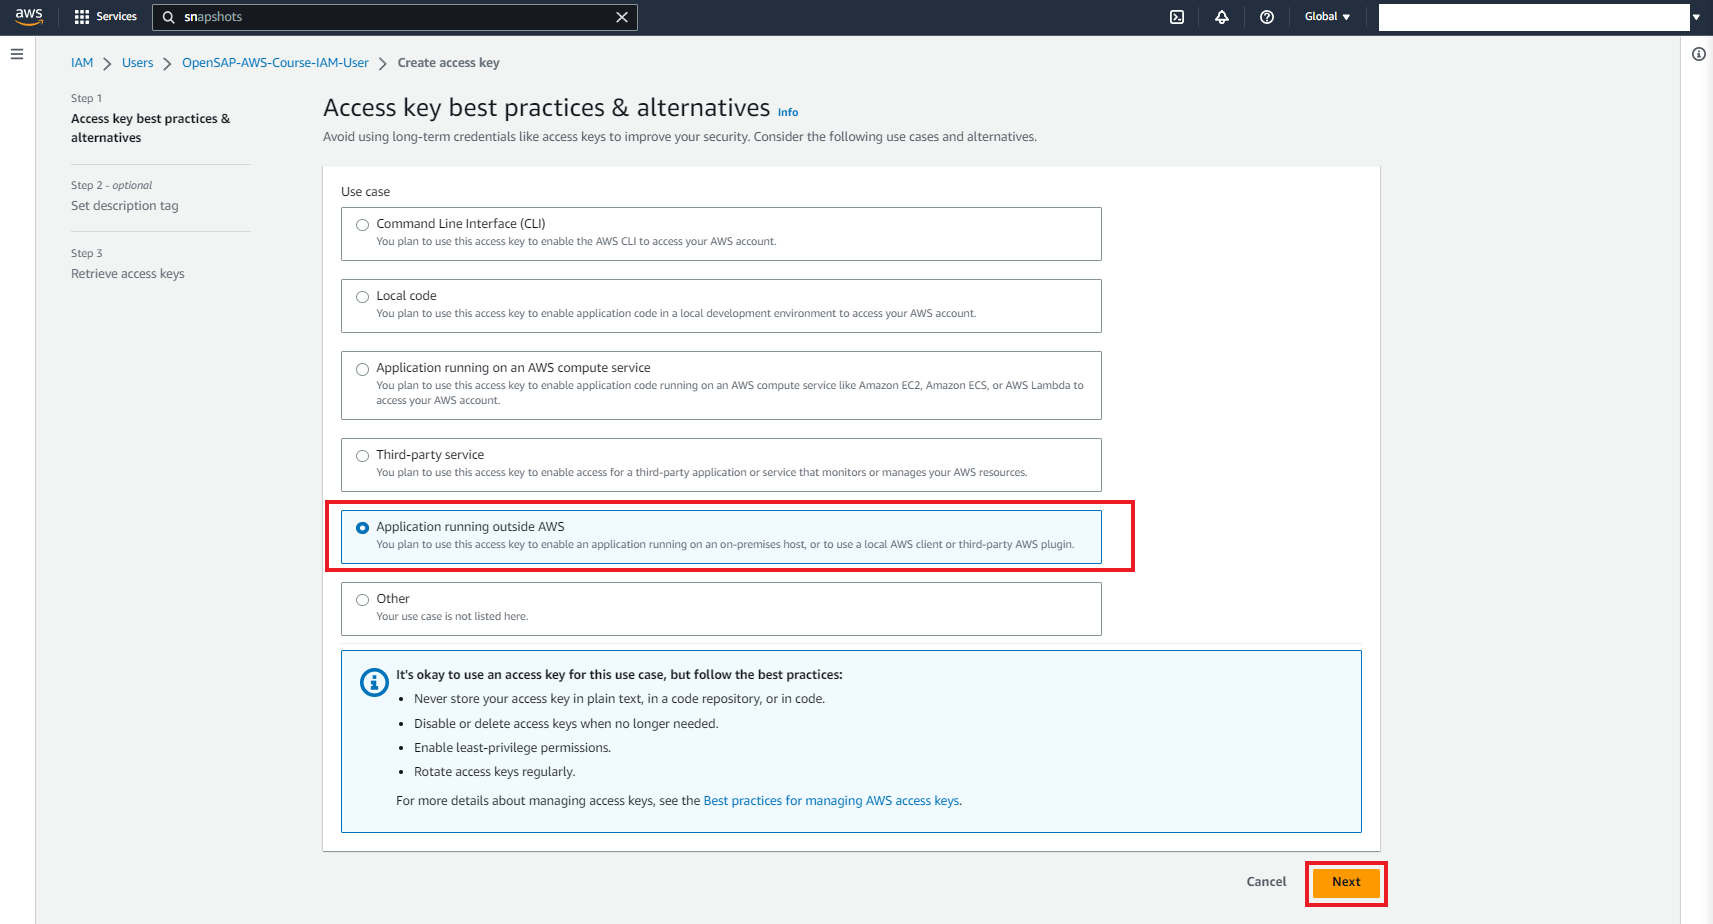 aws
Services
snapshots
Global
IAM
Users
OpenSAP-AWS-Course-IAM-User
Create access key
Step 1
Access key best practices &
alternatives
Step 2 - optional
Set description tag
Step 3
Retrieve access keys
Access key best practices & alternatives Info
Avoid using long-term credentials like access keys to improve your security. Consider the following use cases and alternatives.
Use case
Command Line Interface (CLI)
You plan to use this access key to enable the AWS CLI to access your AWS account.
Local code
You plan to use this access key to enable application code in a local development environment to access your AWS account.
Application running on an AWS compute service
You plan to use this access key to enable application code running on an AWS compute service like Amazon EC2, Amazon ECS, or AWS Lambda to
access your AWS account.
Third-party service
You plan to use this access key to enable access for a third-party application or service that monitors or manages your AWS resources.
Application running outside AWS
You plan to use this access key to enable an application running on an on-premises host, or to use a local AWS client or third-party AWS plugin.
Other
Your use case is not listed here.
It's okay to use an access key for this use case, but follow the best practices:
• Never store your access key in plain text, in a code repository, or in code.
• Disable or delete access keys when no longer needed.
• Enable least-privilege permissions.
• Rotate access keys regularly.
For more details about managing access keys, see the Best practices for managing AWS access keys.
Cancel
Next